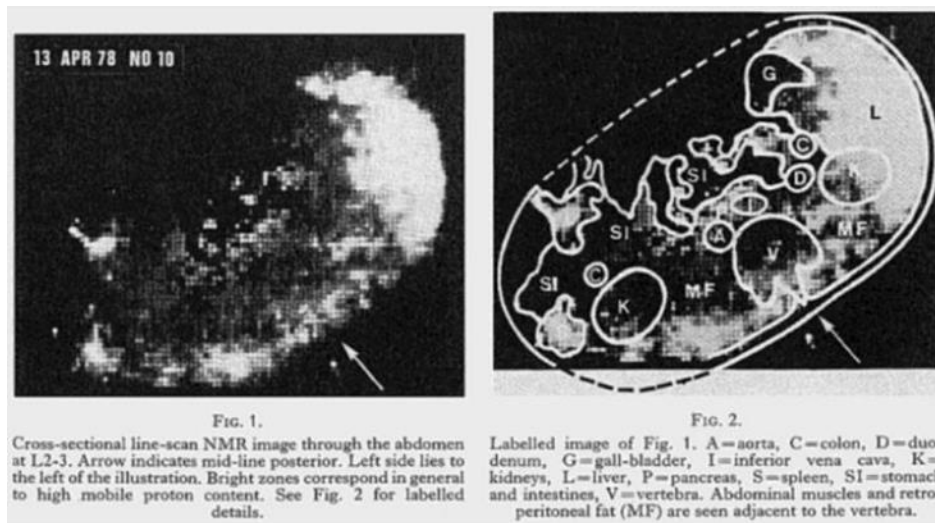 13 APR 78 NO 10
FIG. 1.
Cross-sectional line-scan NMR image through the abdomen
at L2-3. Arrow indicates mid-line posterior. Left side lies to
the left of the illustration. Bright zones correspond in general
to high mobile proton content. See Fig. 2 for labelled
details.
G
L
C
SI
D
I
K
SI
A
MF
V
C
SI
MF
K
FIG. 2.
Labelled image of Fig. 1. A=aorta, C=colon, D=duo
denum, G=gall-bladder, I=inferior vena cava, K=
kidneys, L=liver, P=pancreas, S=spleen, SI=stomach
and intestines, V=vertebra. Abdominal muscles and retro
peritoneal fat (MF) are seen adjacent to the vertebra.